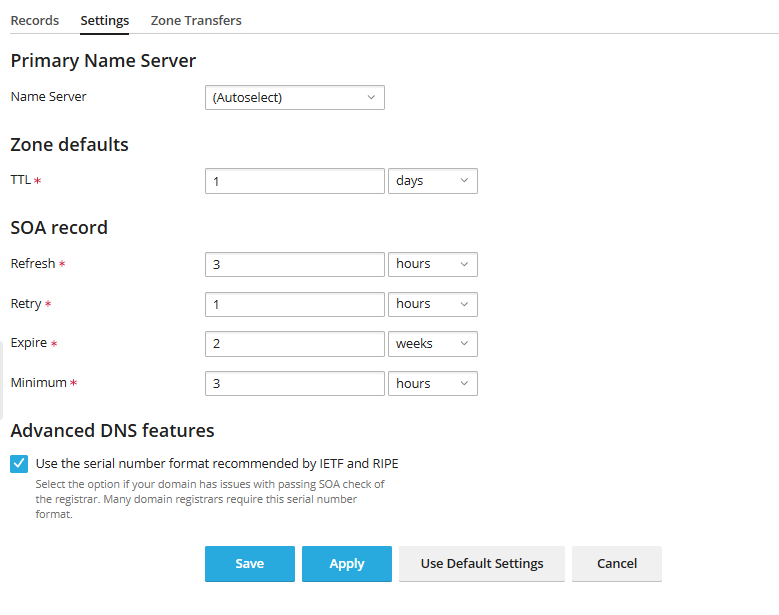 Records Settings Zone Transfers
Primary Name Server
Name Server (Autoselect)
Zone defaults
TTL * 1 days
SOA record
Refresh * 3 hours
Retry * 1 hours
Expire * 2 weeks
Minimum * 3 hours
Advanced DNS features
Use the serial number format recommended by IETF and RIPE
Select the option if your domain has issues with passing SOA check of
the registrar. Many domain registrars require this serial number
format.
Save Apply Use Default Settings Cancel